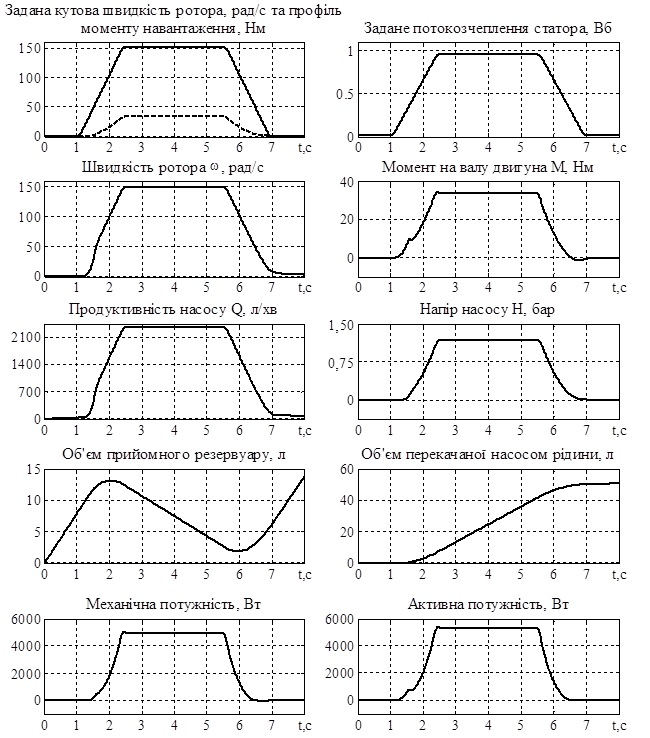 Задана кутова швидкість ротора, рад/с та профіль
моменту навантаження, Нм
Задане потокозчеплення статора, Вб
150
100
50
0
0 1 2 3 4 5 6 7 t,c
1
0.5
0
0 1 2 3 4 5 6 7 t,c
Швидкість ротора ω, рад/с
Момент на валу двигуна М, Нм
150
100
50
0
0 1 2 3 4 5 6 7 t,c
40
20
0
0 1 2 3 4 5 6 7 t,c
Продуктивність насосу Q, л/хв
Напір насосу Н, бар
2100
1400
700
0
0 1 2 3 4 5 6 7 t,c
1,50
0,75
0
0 1 2 3 4 5 6 7 t,c
Об'єм прийомного резервуару, л
Об'єм перекачаної насосом рідини, л
15
10
5
0
0 1 2 3 4 5 6 7 t,c
60
40
20
0
0 1 2 3 4 5 6 7 t,c
Механічна потужність, Вт
Активна потужність, Вт
6000
4000
2000
0
0 1 2 3 4 5 6 7 t,c
6000
4000
2000
0
0 1 2 3 4 5 6 7 t,c